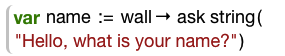 var name := wall→ ask string(
"Hello, what is your name?")